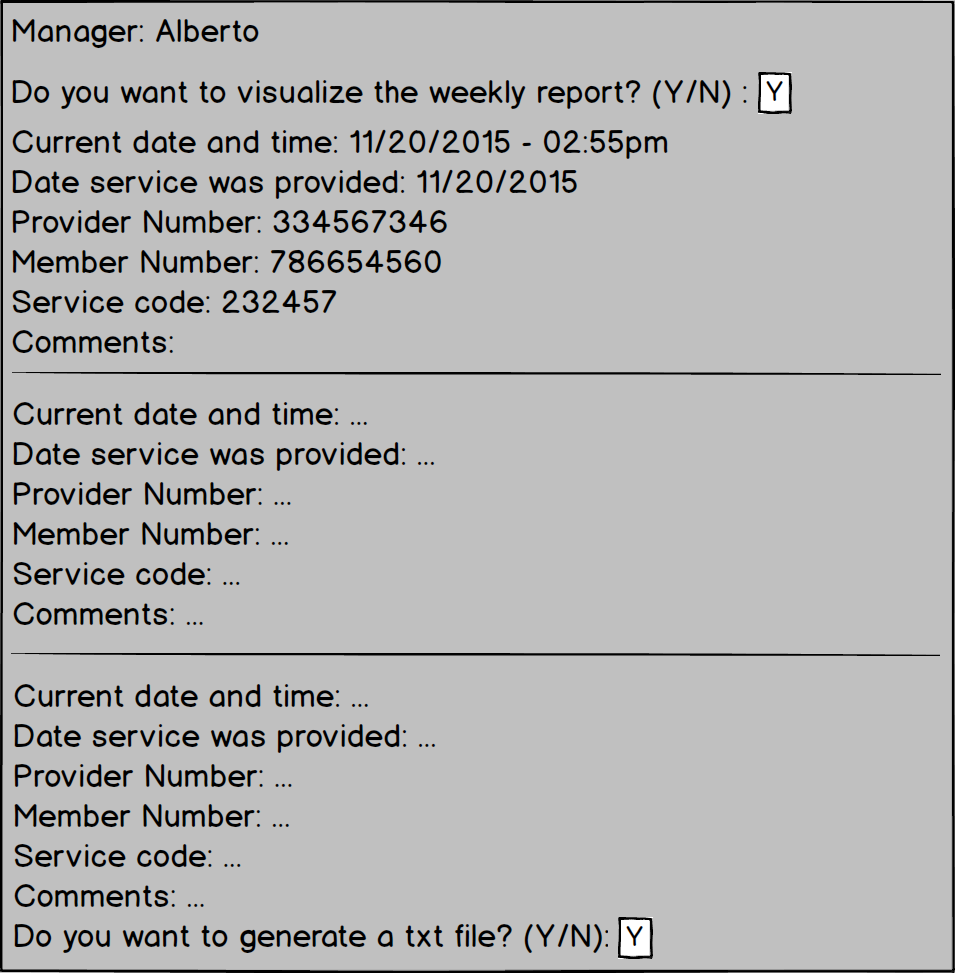 Manager: Alberto
Do you want to visualize the weekly report? (Y/N) : Y
Current date and time: 11/20/2015 - 02:55pm
Date service was provided: 11/20/2015
Provider Number: 334567346
Member Number: 786654560
Service code: 232457
Comments:
Current date and time: ...
Date service was provided: ...
Provider Number: ...
Member Number: ...
Service code: ...
Comments: ...
Current date and time: ...
Date service was provided: ...
Provider Number: ...
Member Number: ...
Service code: ...
Comments: ...
Do you want to generate a txt file? (Y/N): Y